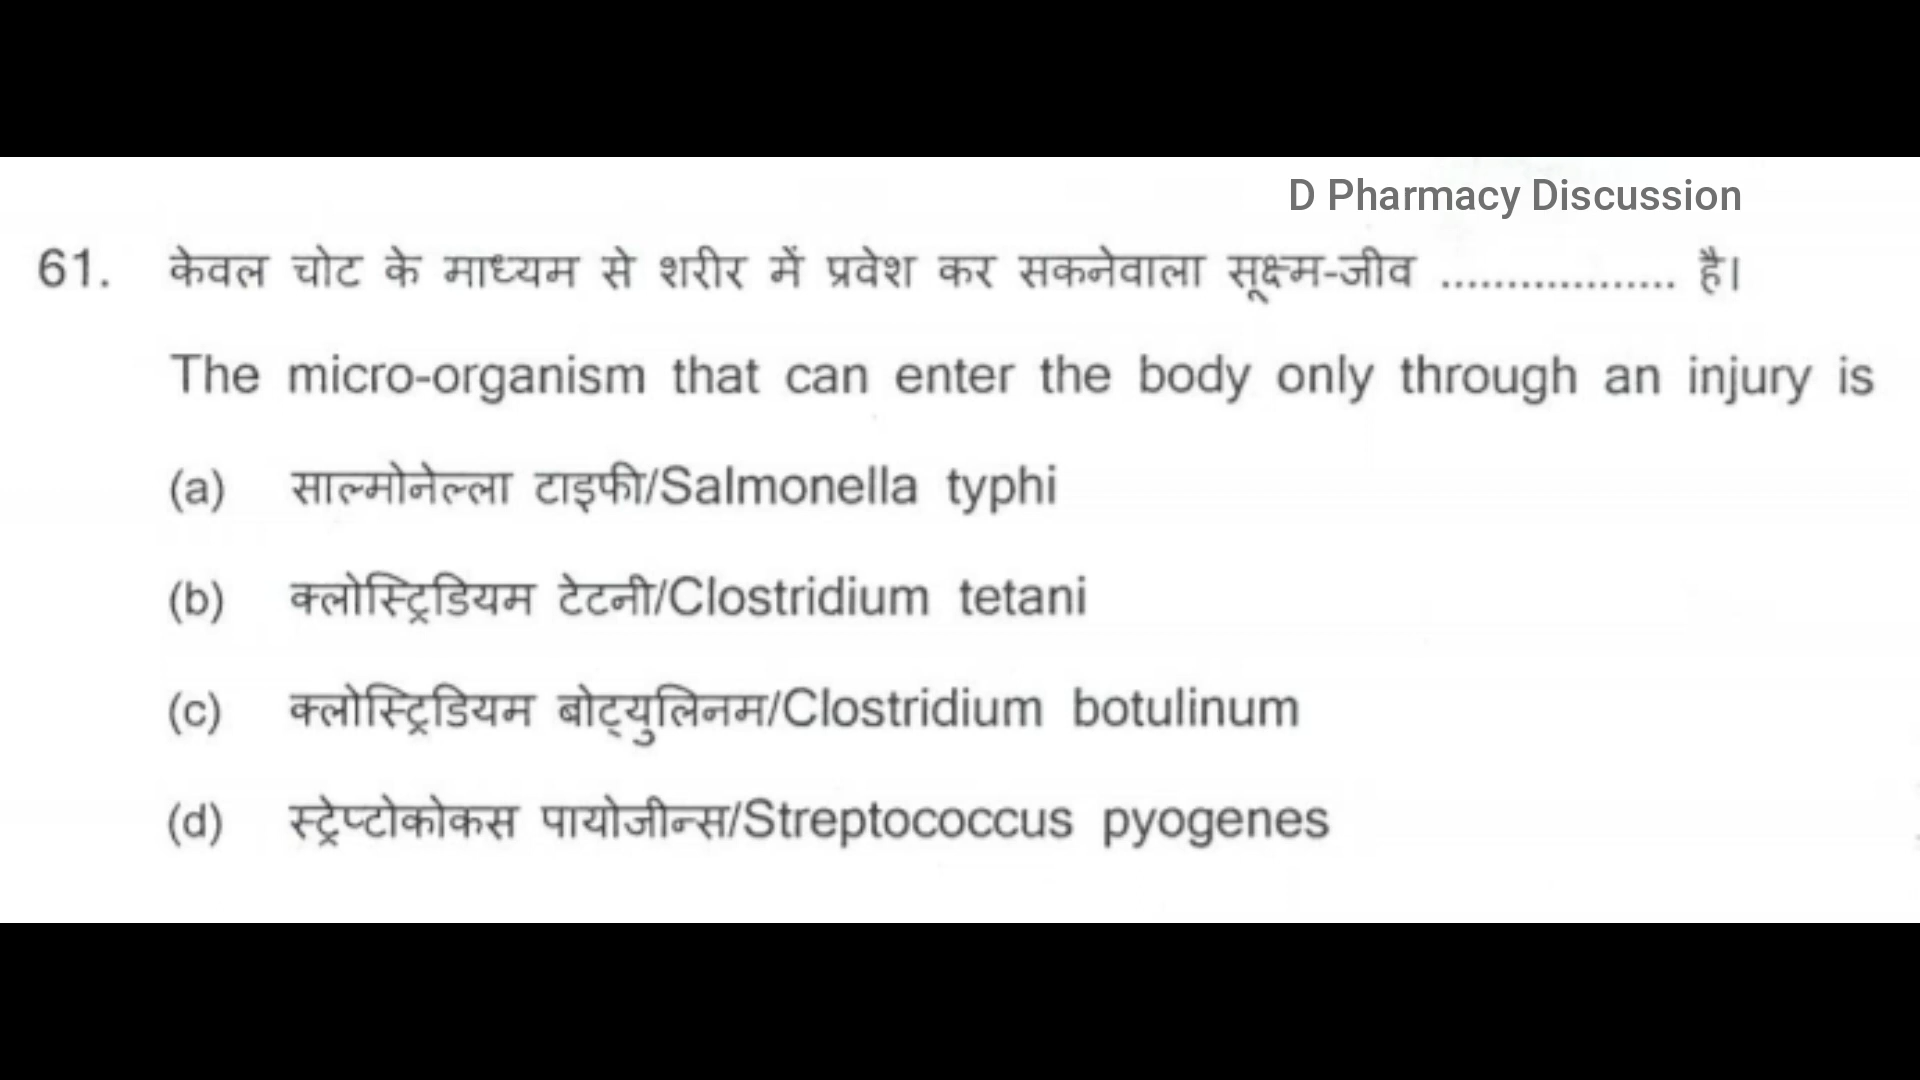 D Pharmacy Discussion
61. केवल चोट के माध्यम से शरीर में प्रवेश कर सकनेवाला सूक्ष्म-जीव .................. है।
The micro-organism that can enter the body only through an injury is
(a) साल्मोनेल्ला टाइफी/Salmonella typhi
(b) क्लोस्ट्रिडियम टेटनी/Clostridium tetani
(c) क्लोस्ट्रिडियम बोट्युलिनम/Clostridium botulinum
(d) स्ट्रेप्टोकोकस पायोजीन्स/Streptococcus pyogenes